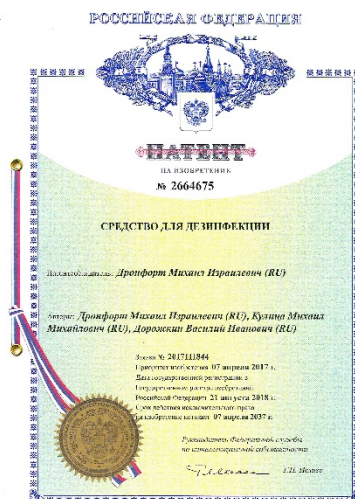 РОССИЙСКАЯ ФЕДЕРАЦИЯ
ПАТЕНТ
НА ИЗОБРЕТЕНИЕ
№ 2664675
СРЕДСТВО ДЛЯ ДЕЗИНФЕКЦИИ
Патентообладатель: Дронфорт Михаил Израилевич (RU)
Авторы: Дронфорт Михаил Израилевич (RU), Кулина Михаил
Михайлович (RU), Дорожкин Василий Иванович (RU)
Заявка № 2017111844
Приоритет изобретения 07 апреля 2017 г.
Дата государственной регистрации в
Государственном реестре изобретений
Российской Федерации 21 августа 2018 г.
Срок действия исключительного права
на изобретение истекает 07 апреля 2037 г.
Руководитель Федеральной службы
по интеллектуальной собственности
Г.П. Ивлиев